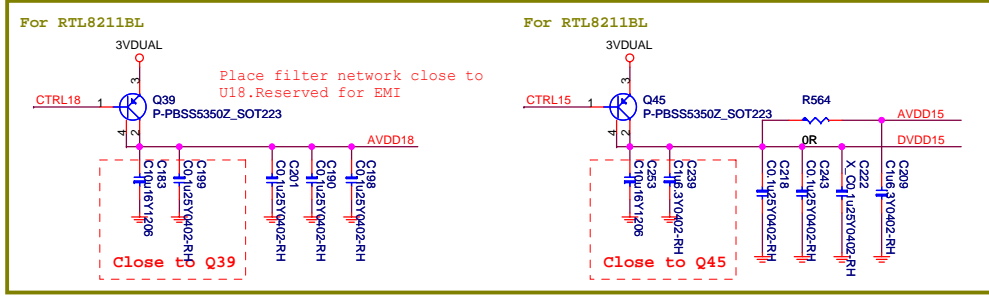 For RTL8211BL
3VDUAL
Place filter network close to
U18.Reserved for EMI
CTRL18
1
3
Q39
P-PBSS5350Z_SOT223
4
2
AVDD18
C183
C10u16Y1206
C199
C0.1u25Y0402-RH
C201
C0.1u25Y0402-RH
C190
C0.1u25Y0402-RH
C198
C0.1u25Y0402-RH
Close to Q39
For RTL8211BL
3VDUAL
CTRL15
1
3
Q45
P-PBSS5350Z_SOT223
4
2
R564
0R
AVDD15
DVDD15
C253
C10u16Y1206
C239
C1u6.3Y0402-RH
C218
C0.1u25Y0402-RH
C243
C0.1u25Y0402-RH
C222
X_C0.1u25Y0402-RH
C209
C1u6.3Y0402-RH
Close to Q45